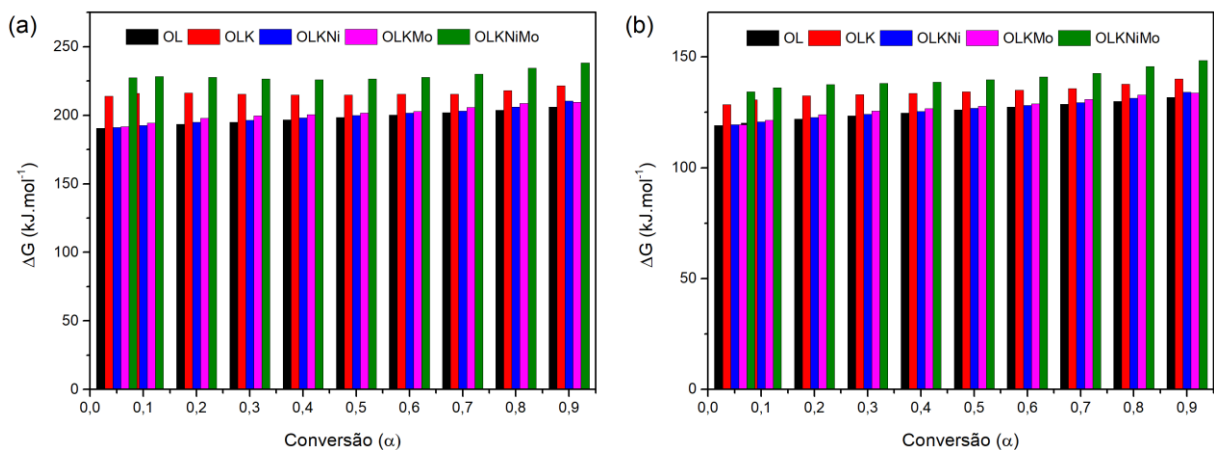 (a)
OL OLK OLKNi OLKMo OLKNiMo
250
200
150
100
50
0
ΔG (kJ.mol⁻¹)
0,0 0,1 0,2 0,3 0,4 0,5 0,6 0,7 0,8 0,9
Conversão (α)
(b)
OL OLK OLKNi OLKMo OLKNiMo
150
100
50
0
ΔG (kJ.mol⁻¹)
0,0 0,1 0,2 0,3 0,4 0,5 0,6 0,7 0,8 0,9
Conversão (α)